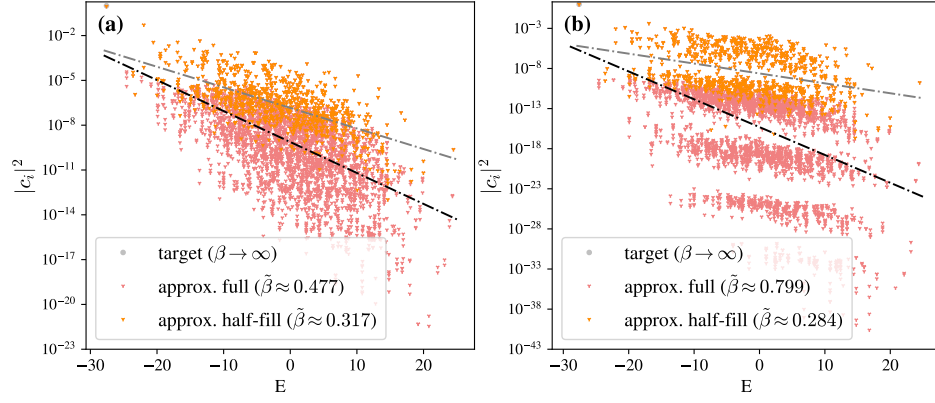 (a)
10⁻²
10⁻⁵
10⁻⁸
10⁻¹¹
10⁻¹⁴
10⁻¹⁷
10⁻²⁰
10⁻²³
|cᵢ|²
target (β → ∞)
approx. full (β̃ ≈ 0.477)
approx. half-fill (β̃ ≈ 0.317)
−30 −20 −10 0 10 20
E
(b)
10⁻³
10⁻⁸
10⁻¹³
10⁻¹⁸
10⁻²³
10⁻²⁸
10⁻³³
10⁻³⁸
10⁻⁴³
|cᵢ|²
target (β → ∞)
approx. full (β̃ ≈ 0.799)
approx. half-fill (β̃ ≈ 0.284)
−30 −20 −10 0 10 20
E